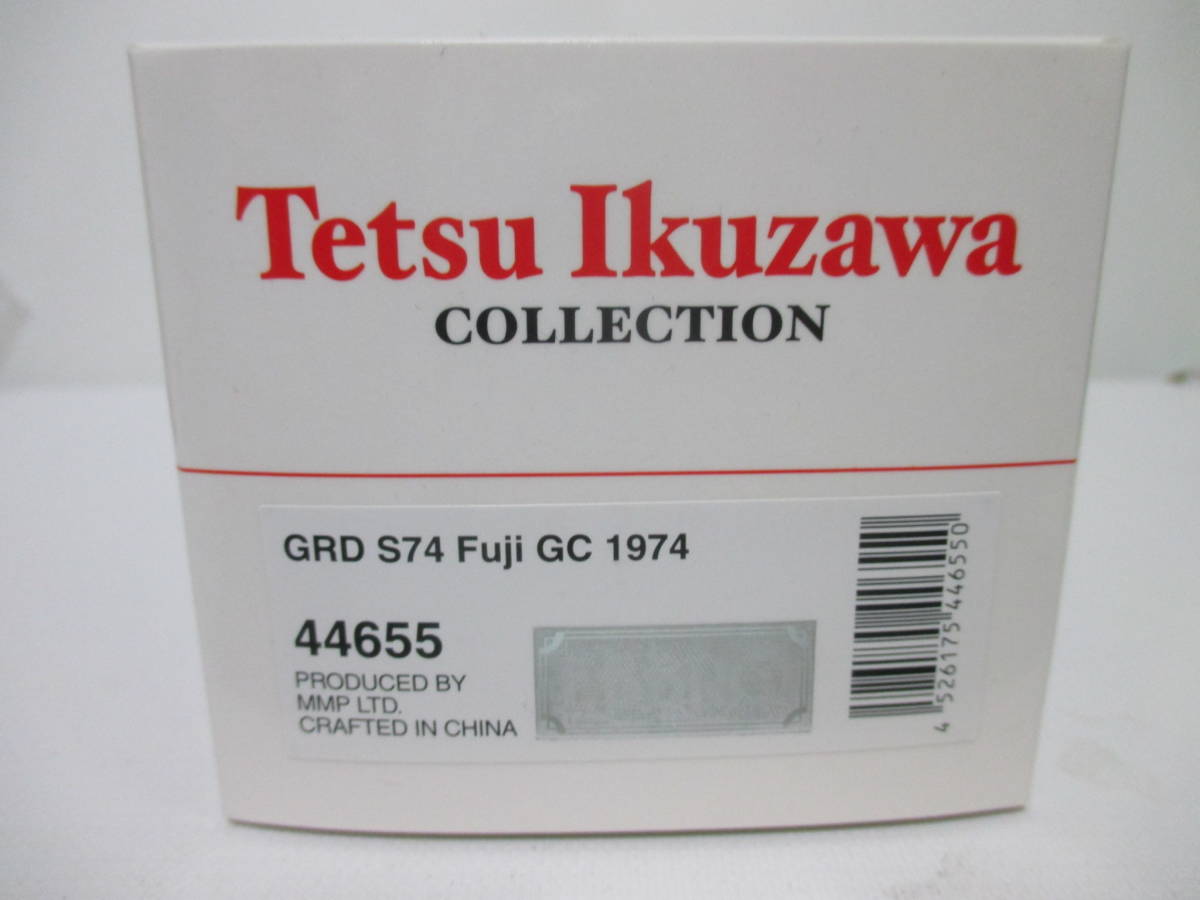 Tetsu Ikuzawa
COLLECTION
GRD S74 Fuji GC 1974
44655
PRODUCED BY
MMP LTD.
CRAFTED IN CHINA
4 526175 446550